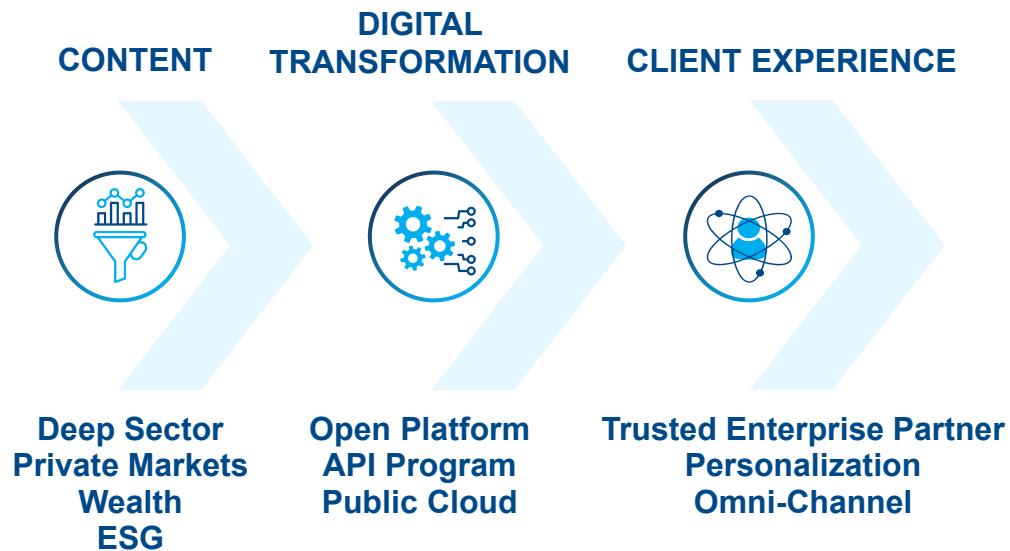 CONTENT
DIGITAL
TRANSFORMATION
CLIENT EXPERIENCE
Deep Sector
Private Markets
Wealth
ESG
Open Platform
API Program
Public Cloud
Trusted Enterprise Partner
Personalization
Omni-Channel